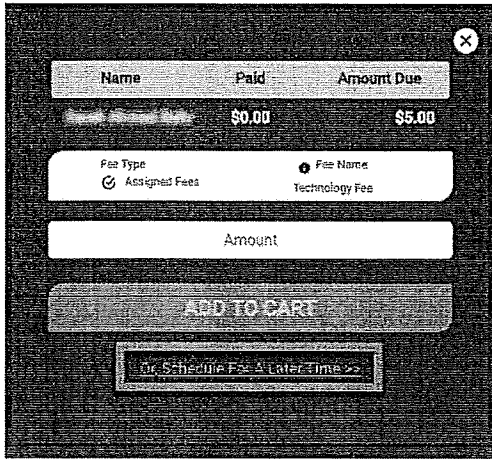 Name Paid Amount Due
$0.00 $5.00
Fee Type Fee Name
Assigned Fees Technology Fee
Amount
ADD TO CART
Or Schedule For A Later Time >>